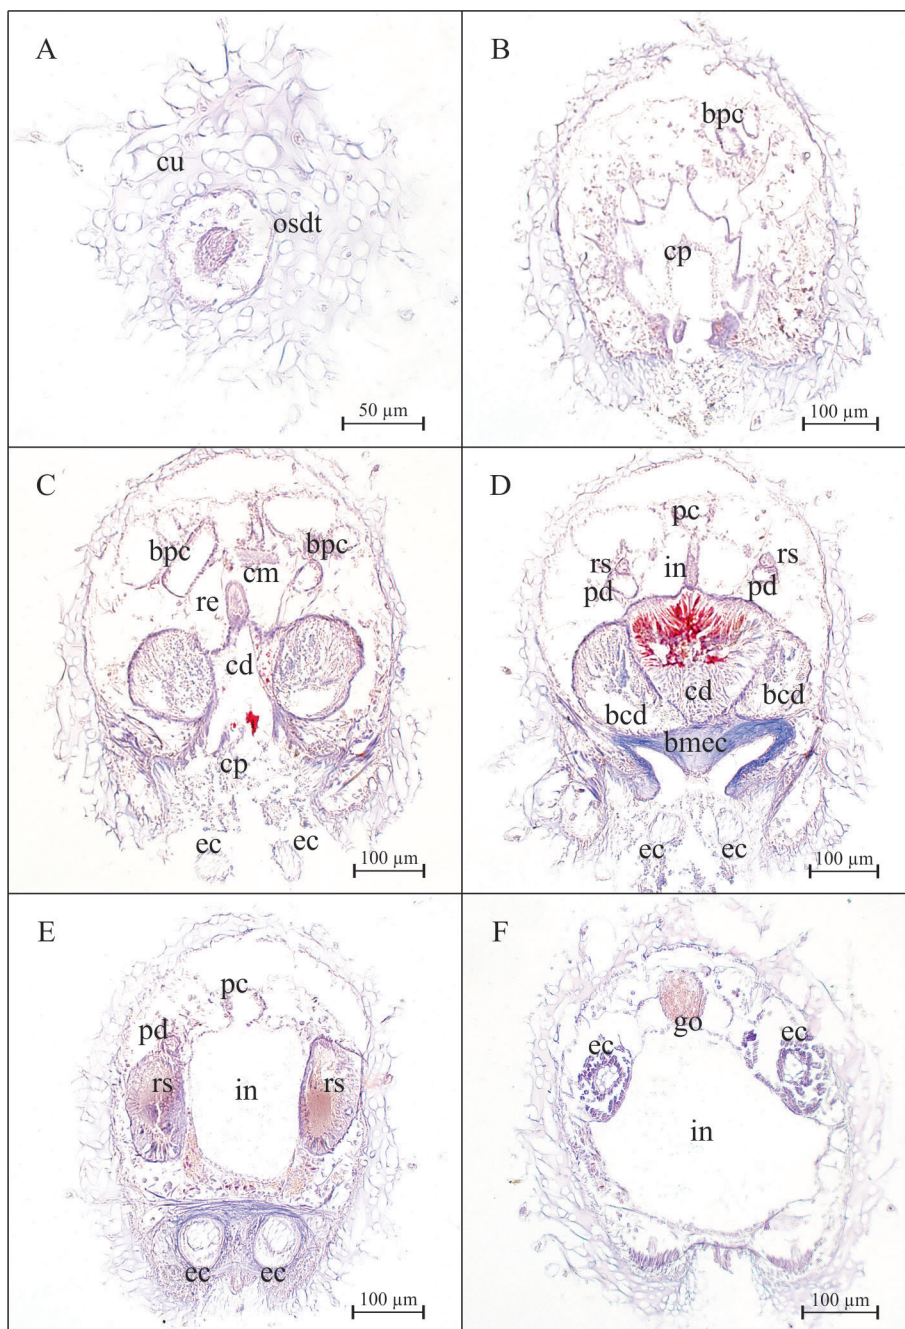 A
cu
osdt
50 µm
B
bpc
cp
100 µm
C
bpc
bpc
cm
re
cd
cp
ec
ec
100 µm
D
pc
rs
rs
in
pd
pd
cd
bcd
bcd
bmec
ec
ec
100 µm
E
pc
pd
rs
rs
in
ec
ec
100 µm
F
go
ec
ec
in
100 µm